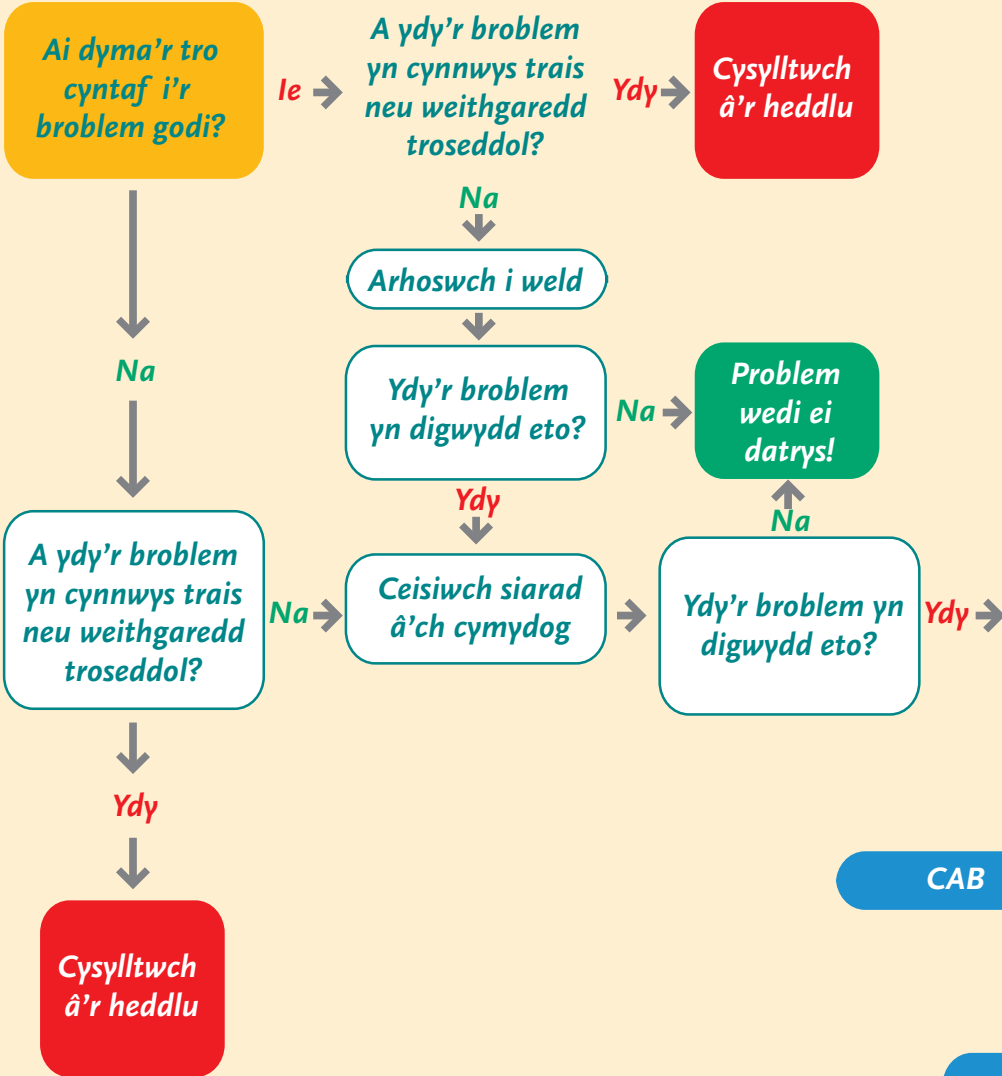 Ai dyma'r tro
cyntaf i'r
broblem godi?
Ie
A ydy'r broblem
yn cynnwys trais
neu weithgaredd
troseddol?
Ydy
Cysylltwch
â'r heddlu
Na
Arhoswch i weld
Na
Ydy'r broblem
yn digwydd eto?
Na
Problem
wedi ei
datrys!
Ydy
Na
A ydy'r broblem
yn cynnwys trais
neu weithgaredd
troseddol?
Na
Ceisiwch siarad
â'ch cymydog
Ydy'r broblem yn
digwydd eto?
Ydy
Ydy
CAB
Cysylltwch
â'r heddlu